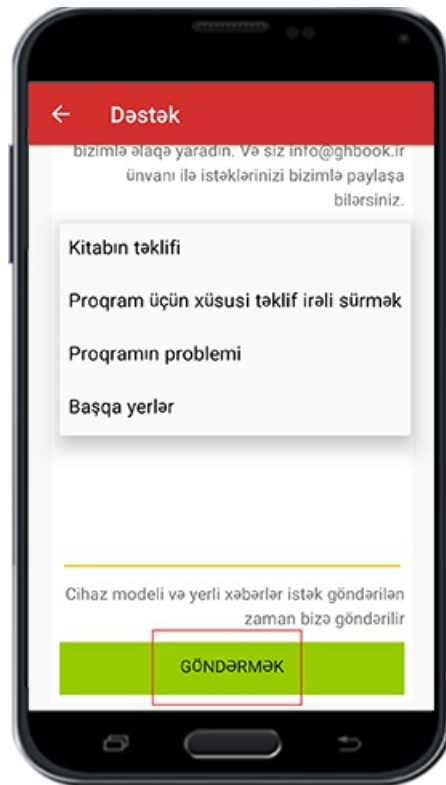 Dəstək
bizimlə əlaqə yaradın. Və siz info@ghbook.ir
ünvanı ilə istəklərinizi bizimlə paylaşa
bilərsiniz.
Kitabın təklifi
Proqram üçün xüsusi təklif irəli sürmək
Proqramın problemi
Başqa yerlər
Cihaz modeli və yerli xəbərlər istək göndərilən
zaman bizə göndərilir
GÖNDƏRMƏK